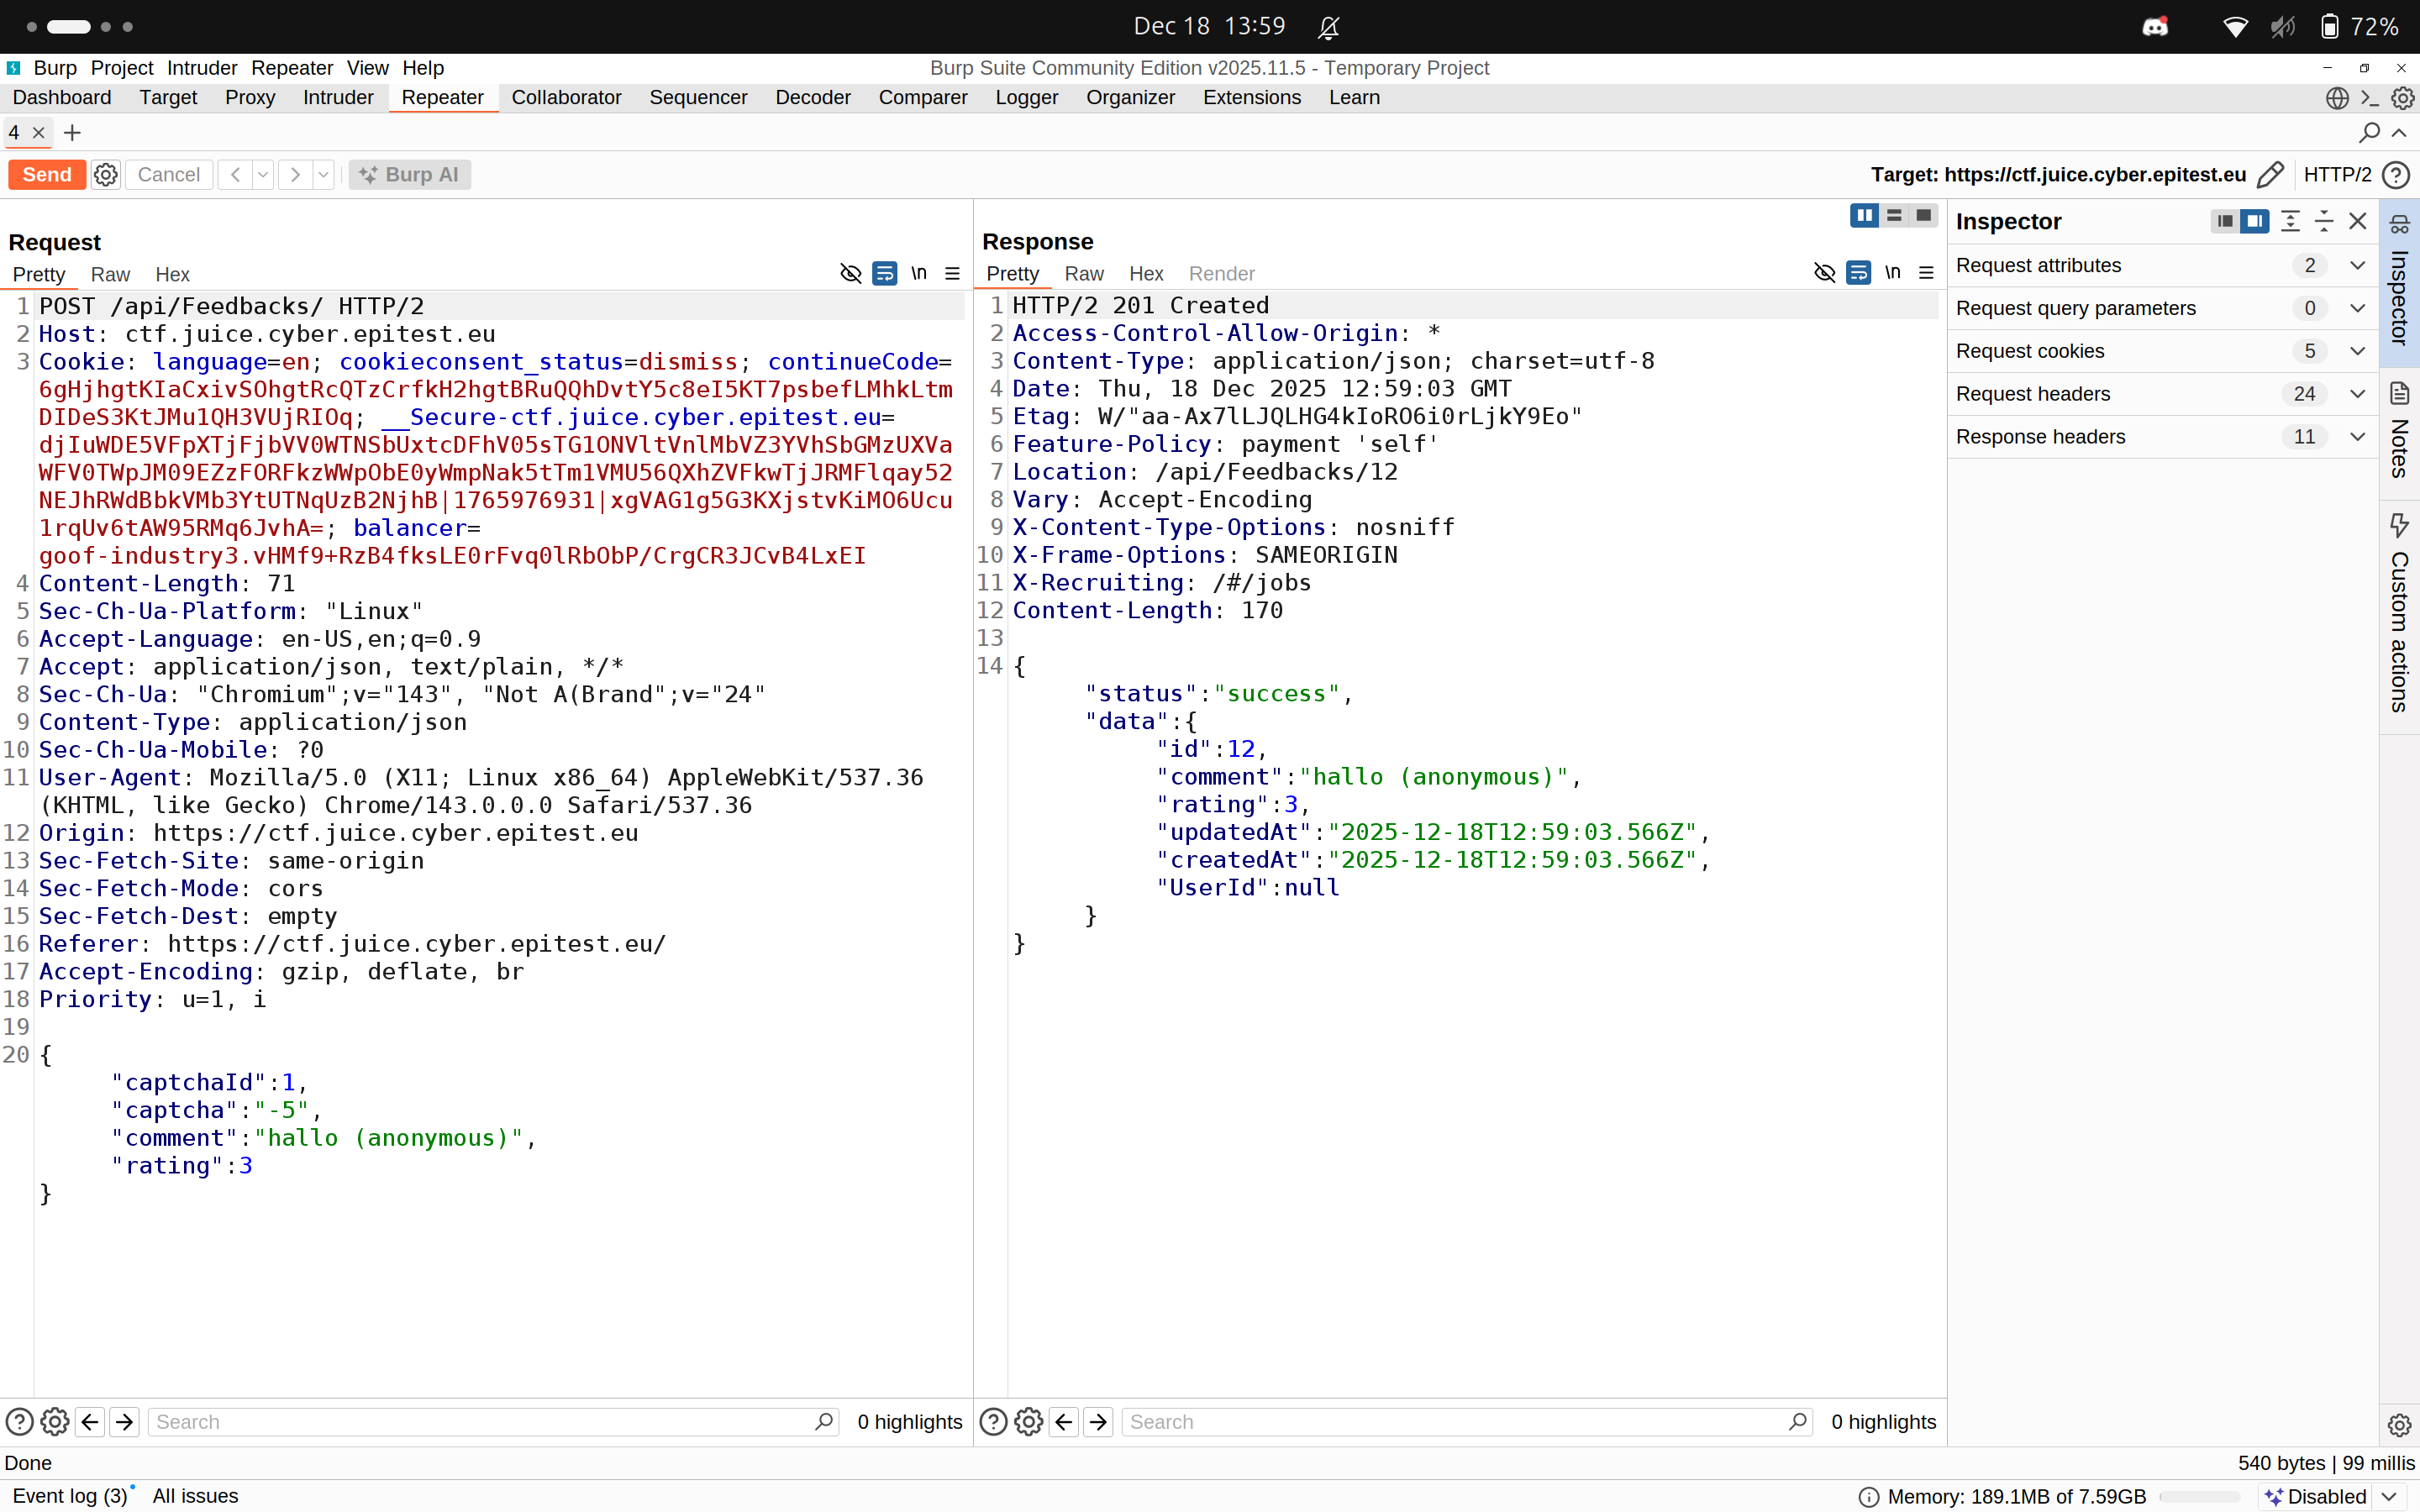 Dec 18 13:59
72%
Burp Project Intruder Repeater View Help
Burp Suite Community Edition v2025.11.5 - Temporary Project
Dashboard Target Proxy Intruder Repeater Collaborator Sequencer Decoder Comparer Logger Organizer Extensions Learn
4
Send Cancel Burp AI
Target: https://ctf.juice.cyber.epitest.eu HTTP/2
Request
Pretty Raw Hex
\n
1 POST /api/Feedbacks/ HTTP/2
2 Host: ctf.juice.cyber.epitest.eu
3 Cookie: language=en; cookieconsent_status=dismiss; continueCode=
6gHjhgtKIaCxivSOhgtRcQTzCrfkH2hgtBRuQQhDvtY5c8eI5KT7psbefLMhkLtm
DIDeS3KtJMu1QH3VUjRIOq; __Secure-ctf.juice.cyber.epitest.eu=
djIuWDE5VFpXTjFjbVV0WTNSbUxtcDFhV05sTG1ONVltVnlMbVZ3YVhSbGMzUXVa
WFV0TWpJM09EZzFORFkzWWpObE0yWmpNak5tTm1VMU56QXhZVFkwTjJRMFlqay52
NEJhRWdBbkVMb3YtUTNqUzB2NjhB|1765976931|xgVAG1g5G3KXjstvKiMO6Ucu
1rqUv6tAW95RMq6JvhA=; balancer=
goof-industry3.vHMf9+RzB4fksLE0rFvq0lRbObP/CrgCR3JCvB4LxEI
4 Content-Length: 71
5 Sec-Ch-Ua-Platform: "Linux"
6 Accept-Language: en-US,en;q=0.9
7 Accept: application/json, text/plain, */*
8 Sec-Ch-Ua: "Chromium";v="143", "Not A(Brand";v="24"
9 Content-Type: application/json
10 Sec-Ch-Ua-Mobile: ?0
11 User-Agent: Mozilla/5.0 (X11; Linux x86_64) AppleWebKit/537.36
(KHTML, like Gecko) Chrome/143.0.0.0 Safari/537.36
12 Origin: https://ctf.juice.cyber.epitest.eu
13 Sec-Fetch-Site: same-origin
14 Sec-Fetch-Mode: cors
15 Sec-Fetch-Dest: empty
16 Referer: https://ctf.juice.cyber.epitest.eu/
17 Accept-Encoding: gzip, deflate, br
18 Priority: u=1, i
19
20 {
"captchaId":1,
"captcha":"-5",
"comment":"hallo (anonymous)",
"rating":3
}
Search
0 highlights
Response
Pretty Raw Hex Render
\n
1 HTTP/2 201 Created
2 Access-Control-Allow-Origin: *
3 Content-Type: application/json; charset=utf-8
4 Date: Thu, 18 Dec 2025 12:59:03 GMT
5 Etag: W/"aa-Ax7lLJQLHG4kIoRO6i0rLjkY9Eo"
6 Feature-Policy: payment 'self'
7 Location: /api/Feedbacks/12
8 Vary: Accept-Encoding
9 X-Content-Type-Options: nosniff
10 X-Frame-Options: SAMEORIGIN
11 X-Recruiting: /#/jobs
12 Content-Length: 170
13
14 {
"status":"success",
"data":{
"id":12,
"comment":"hallo (anonymous)",
"rating":3,
"updatedAt":"2025-12-18T12:59:03.566Z",
"createdAt":"2025-12-18T12:59:03.566Z",
"UserId":null
}
}
Search
0 highlights
Inspector
Request attributes 2
Request query parameters 0
Request cookies 5
Request headers 24
Response headers 11
Inspector
Notes
Custom actions
Done
540 bytes | 99 millis
Event log (3) All issues
Memory: 189.1MB of 7.59GB
Disabled